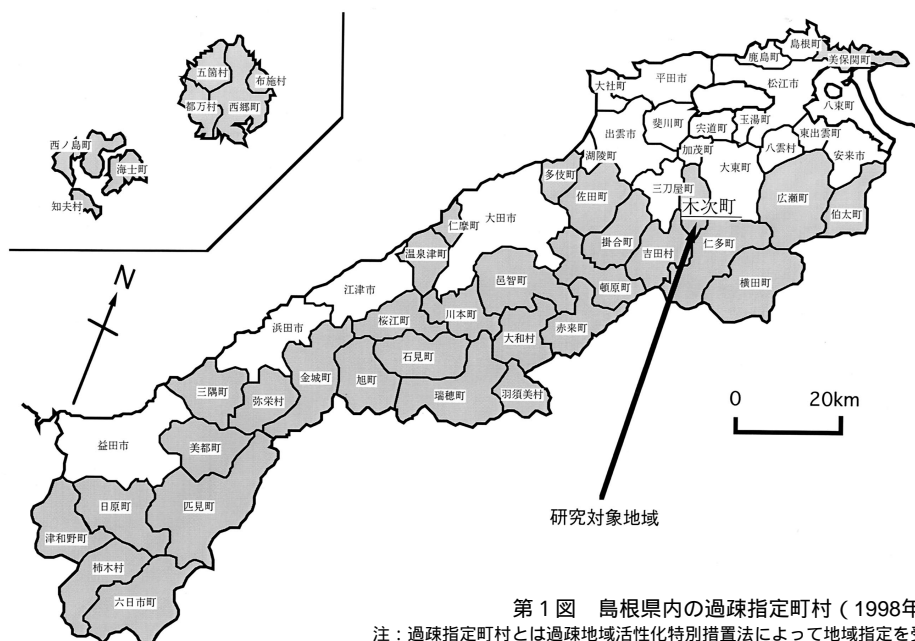 五箇村
布施村
都万村
西郷町
西ノ島町
海士町
知夫村
島根町
鹿島町
美保関町
松江市
平田市
大社町
八束町
斐川町
宍道町
玉湯町
東出雲町
出雲市
加茂町
八雲村
安来市
湖陵町
大東町
多伎町
三刀屋町
佐田町
木次町
広瀬町
伯太町
大田市
仁摩町
掛合町
吉田村
仁多町
温泉津町
邑智町
頓原町
横田町
江津市
桜江町
川本町
大和村
赤来町
浜田市
石見町
金城町
旭町
瑞穂町
羽須美村
三隅町
弥栄村
益田市
美都町
日原町
匹見町
津和野町
柿木村
六日市町
N
0 20km
研究対象地域
第1図 島根県内の過疎指定町村(1998年
注:過疎指定町村とは過疎地域活性化特別措置法によって地域指定を